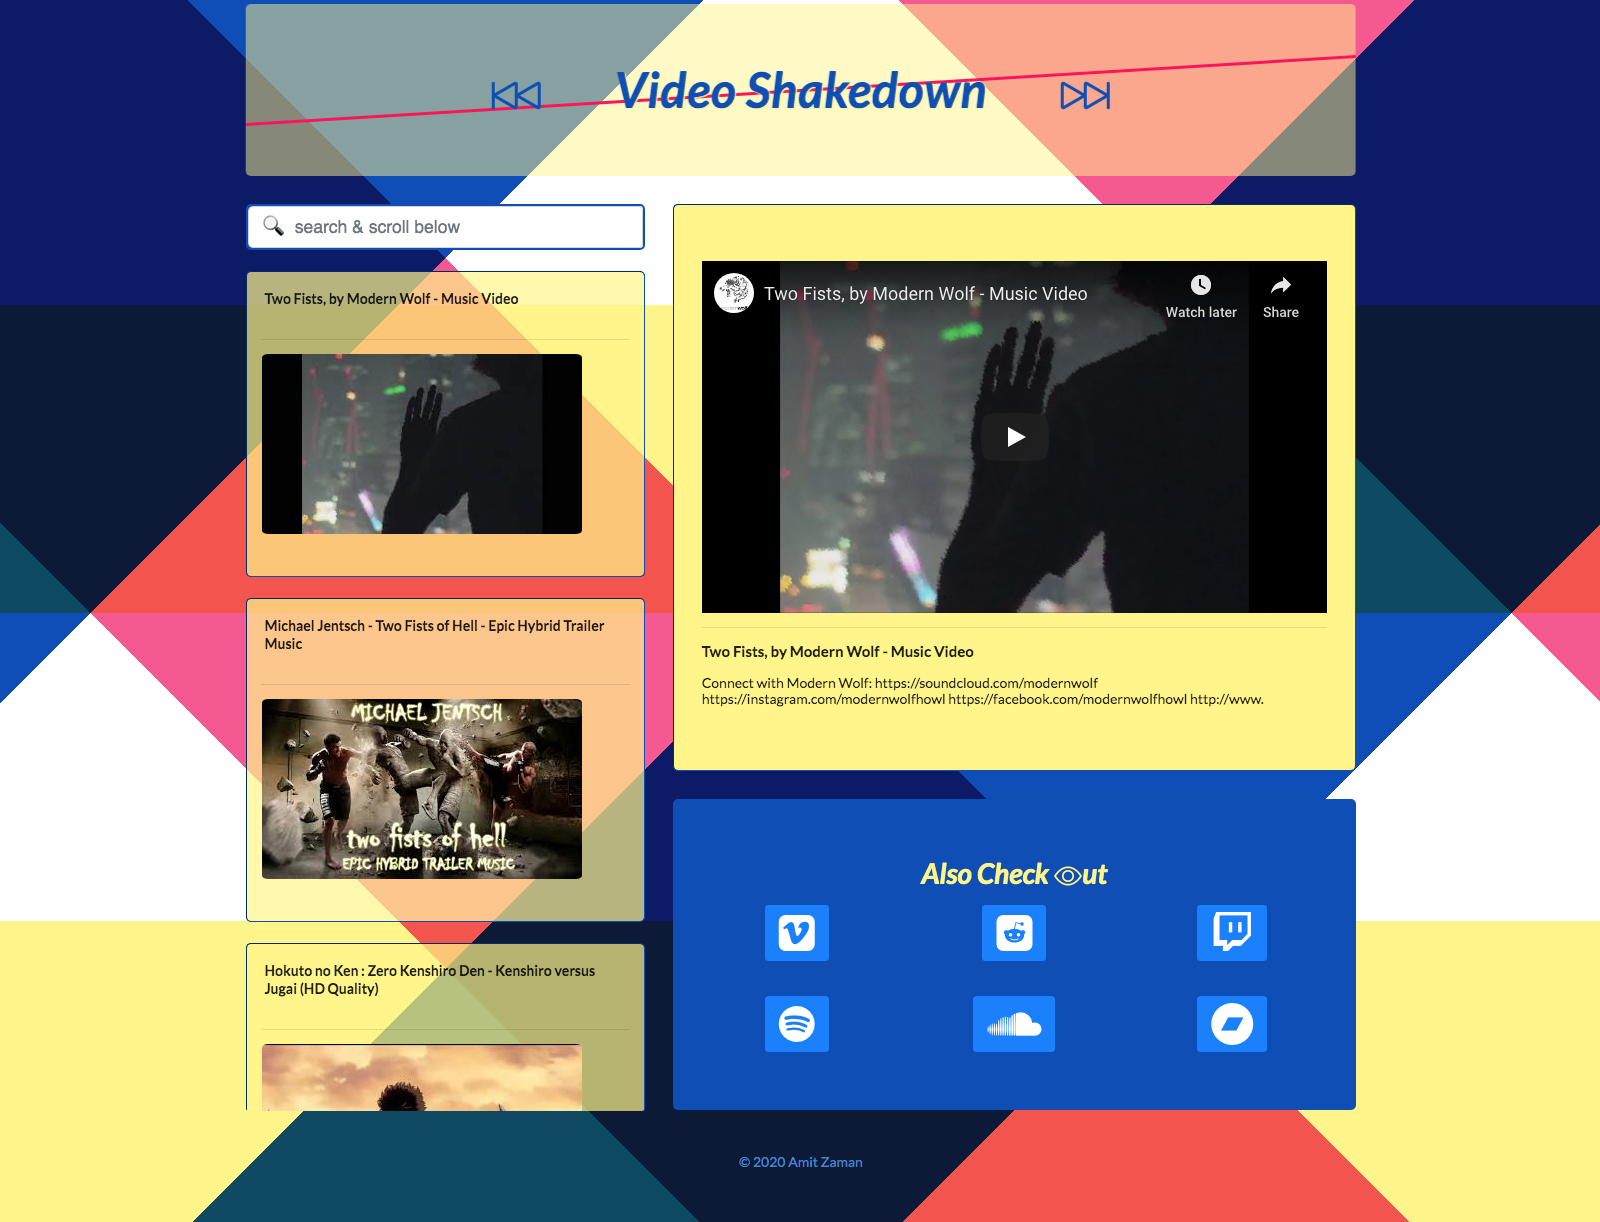 Video Shakedown
search & scroll below
Two Fists, by Modern Wolf - Music Video
Michael Jentsch - Two Fists of Hell - Epic Hybrid Trailer
Music
MICHAEL JENTSCH
two fists of hell
EPIC HYBRID TRAILER MUSIC
Hokuto no Ken : Zero Kenshiro Den - Kenshiro versus
Jugai (HD Quality)
Two Fists, by Modern Wolf - Music Video
Watch later
Share
Two Fists, by Modern Wolf - Music Video
Connect with Modern Wolf: https://soundcloud.com/modernwolf
https://instagram.com/modernwolfhowl https://facebook.com/modernwolfhowl http://www.
Also Check ut
© 2020 Amit Zaman